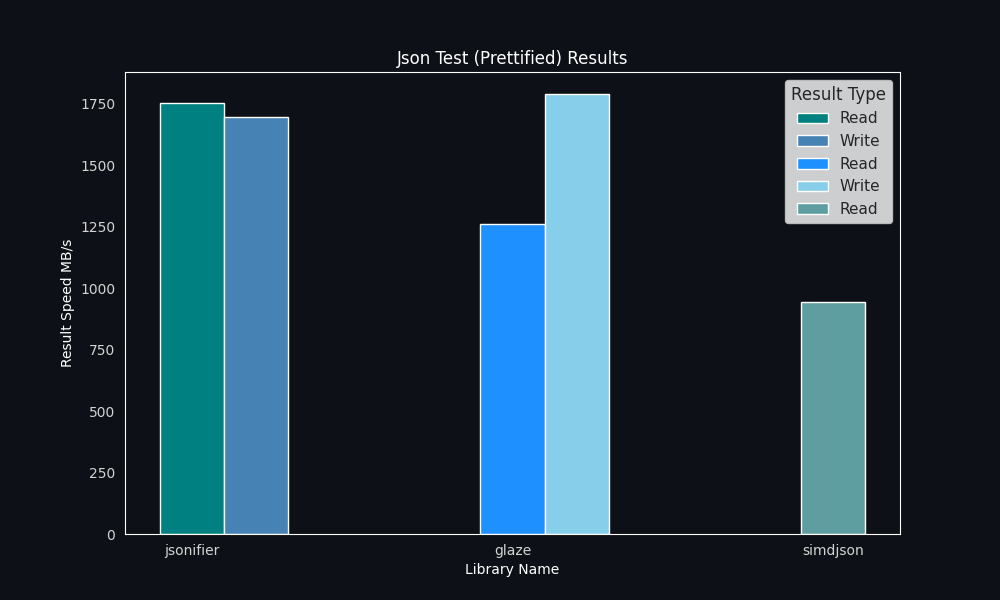 Json Test (Prettified) Results
Result Type
Read
Write
Read
Write
Read
Result Speed MB/s
1750
1500
1250
1000
750
500
250
0
jsonifier
glaze
simdjson
Library Name